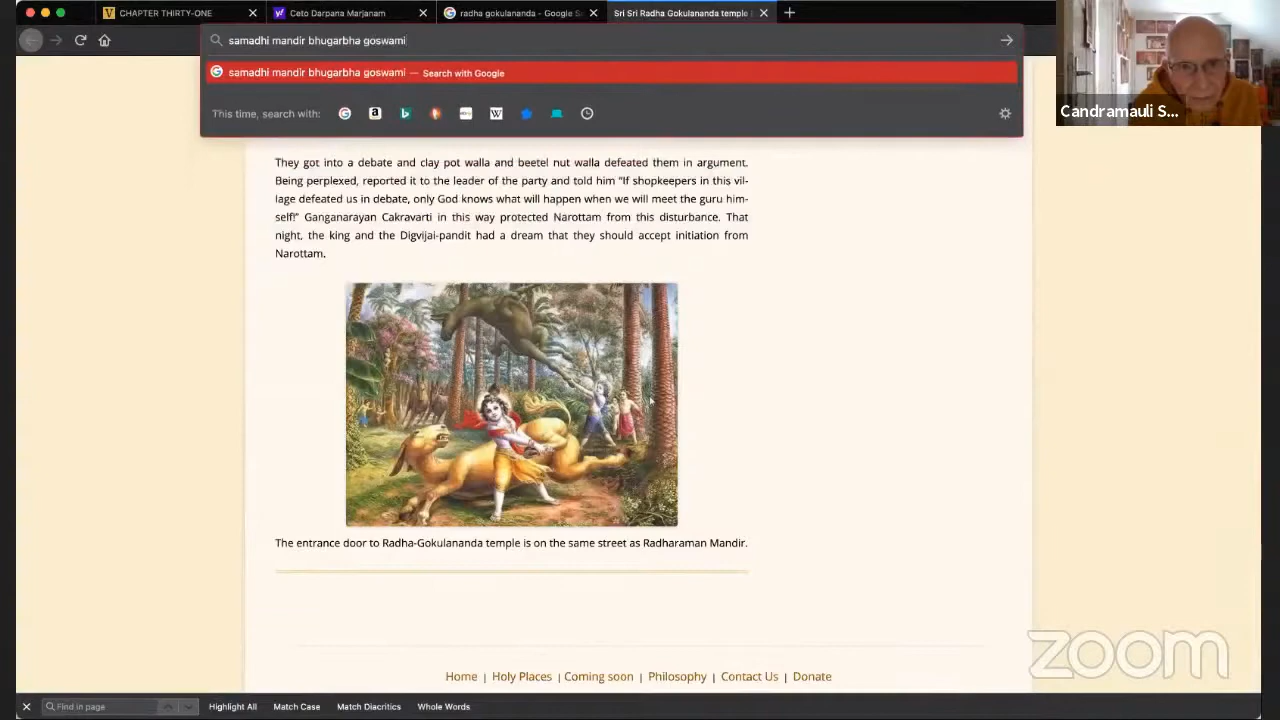 CHAPTER THIRTY-ONE
Ceto Darpana Marjanam
radha gokulananda - Google S
Sri Sri Radha Gokulananda temple
samadhi mandir bhugarbha goswami
samadhi mandir bhugarbha goswami — Search with Google
This time, search with:
Candramauli S...
They got into a debate and clay pot walla and beetel nut walla defeated them in argument.
Being perplexed, reported it to the leader of the party and told him "If shopkeepers in this vil-
lage defeated us in debate, only God knows what will happen when we will meet the guru him-
self!" Ganganarayan Cakravarti in this way protected Narottam from this disturbance. That
night, the king and the Digvijai-pandit had a dream that they should accept initiation from
Narottam.
The entrance door to Radha-Gokulananda temple is on the same street as Radharaman Mandir.
zoom
Home | Holy Places | Coming soon | Philosophy | Contact Us | Donate
Find in page
Highlight All
Match Case
Match Diacritics
Whole Words